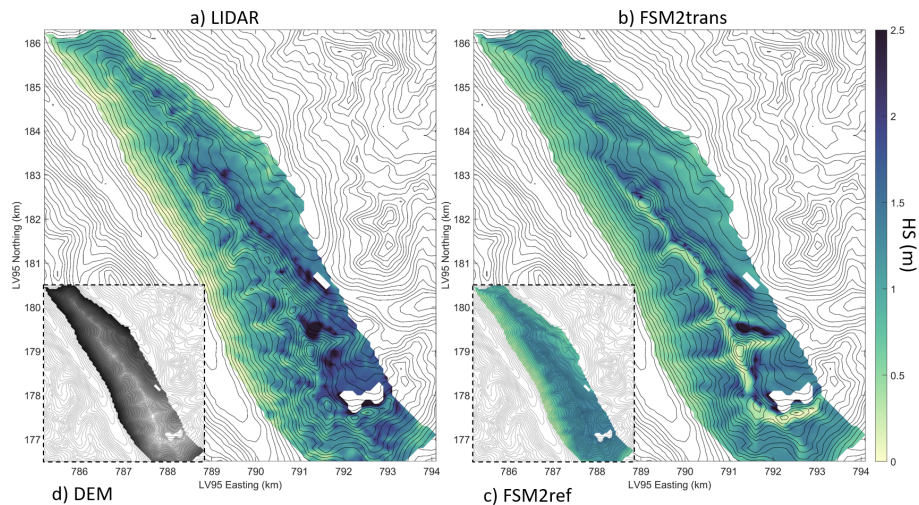 a) LIDAR
b) FSM2trans
186
185
184
183
182
181
180
179
178
177
LV95 Northing (km)
786 787 788 789 790 791 792 793 794
LV95 Easting (km)
d) DEM
186
185
184
183
182
181
180
179
178
177
LV95 Northing (km)
786 787 788 789 790 791 792 793 794
LV95 Easting (km)
c) FSM2ref
2.5
2
1.5
1
0.5
0
HS (m)